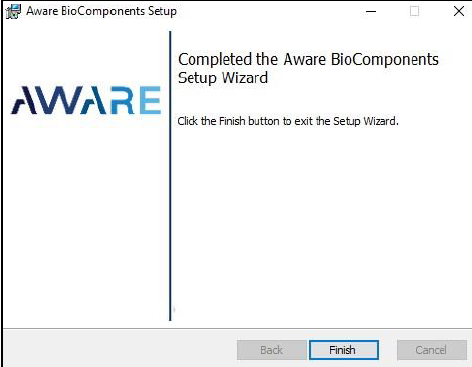 Aware BioComponents Setup
Completed the Aware BioComponents
Setup Wizard
AWARE
Click the Finish button to exit the Setup Wizard.
Back
Finish
Cancel